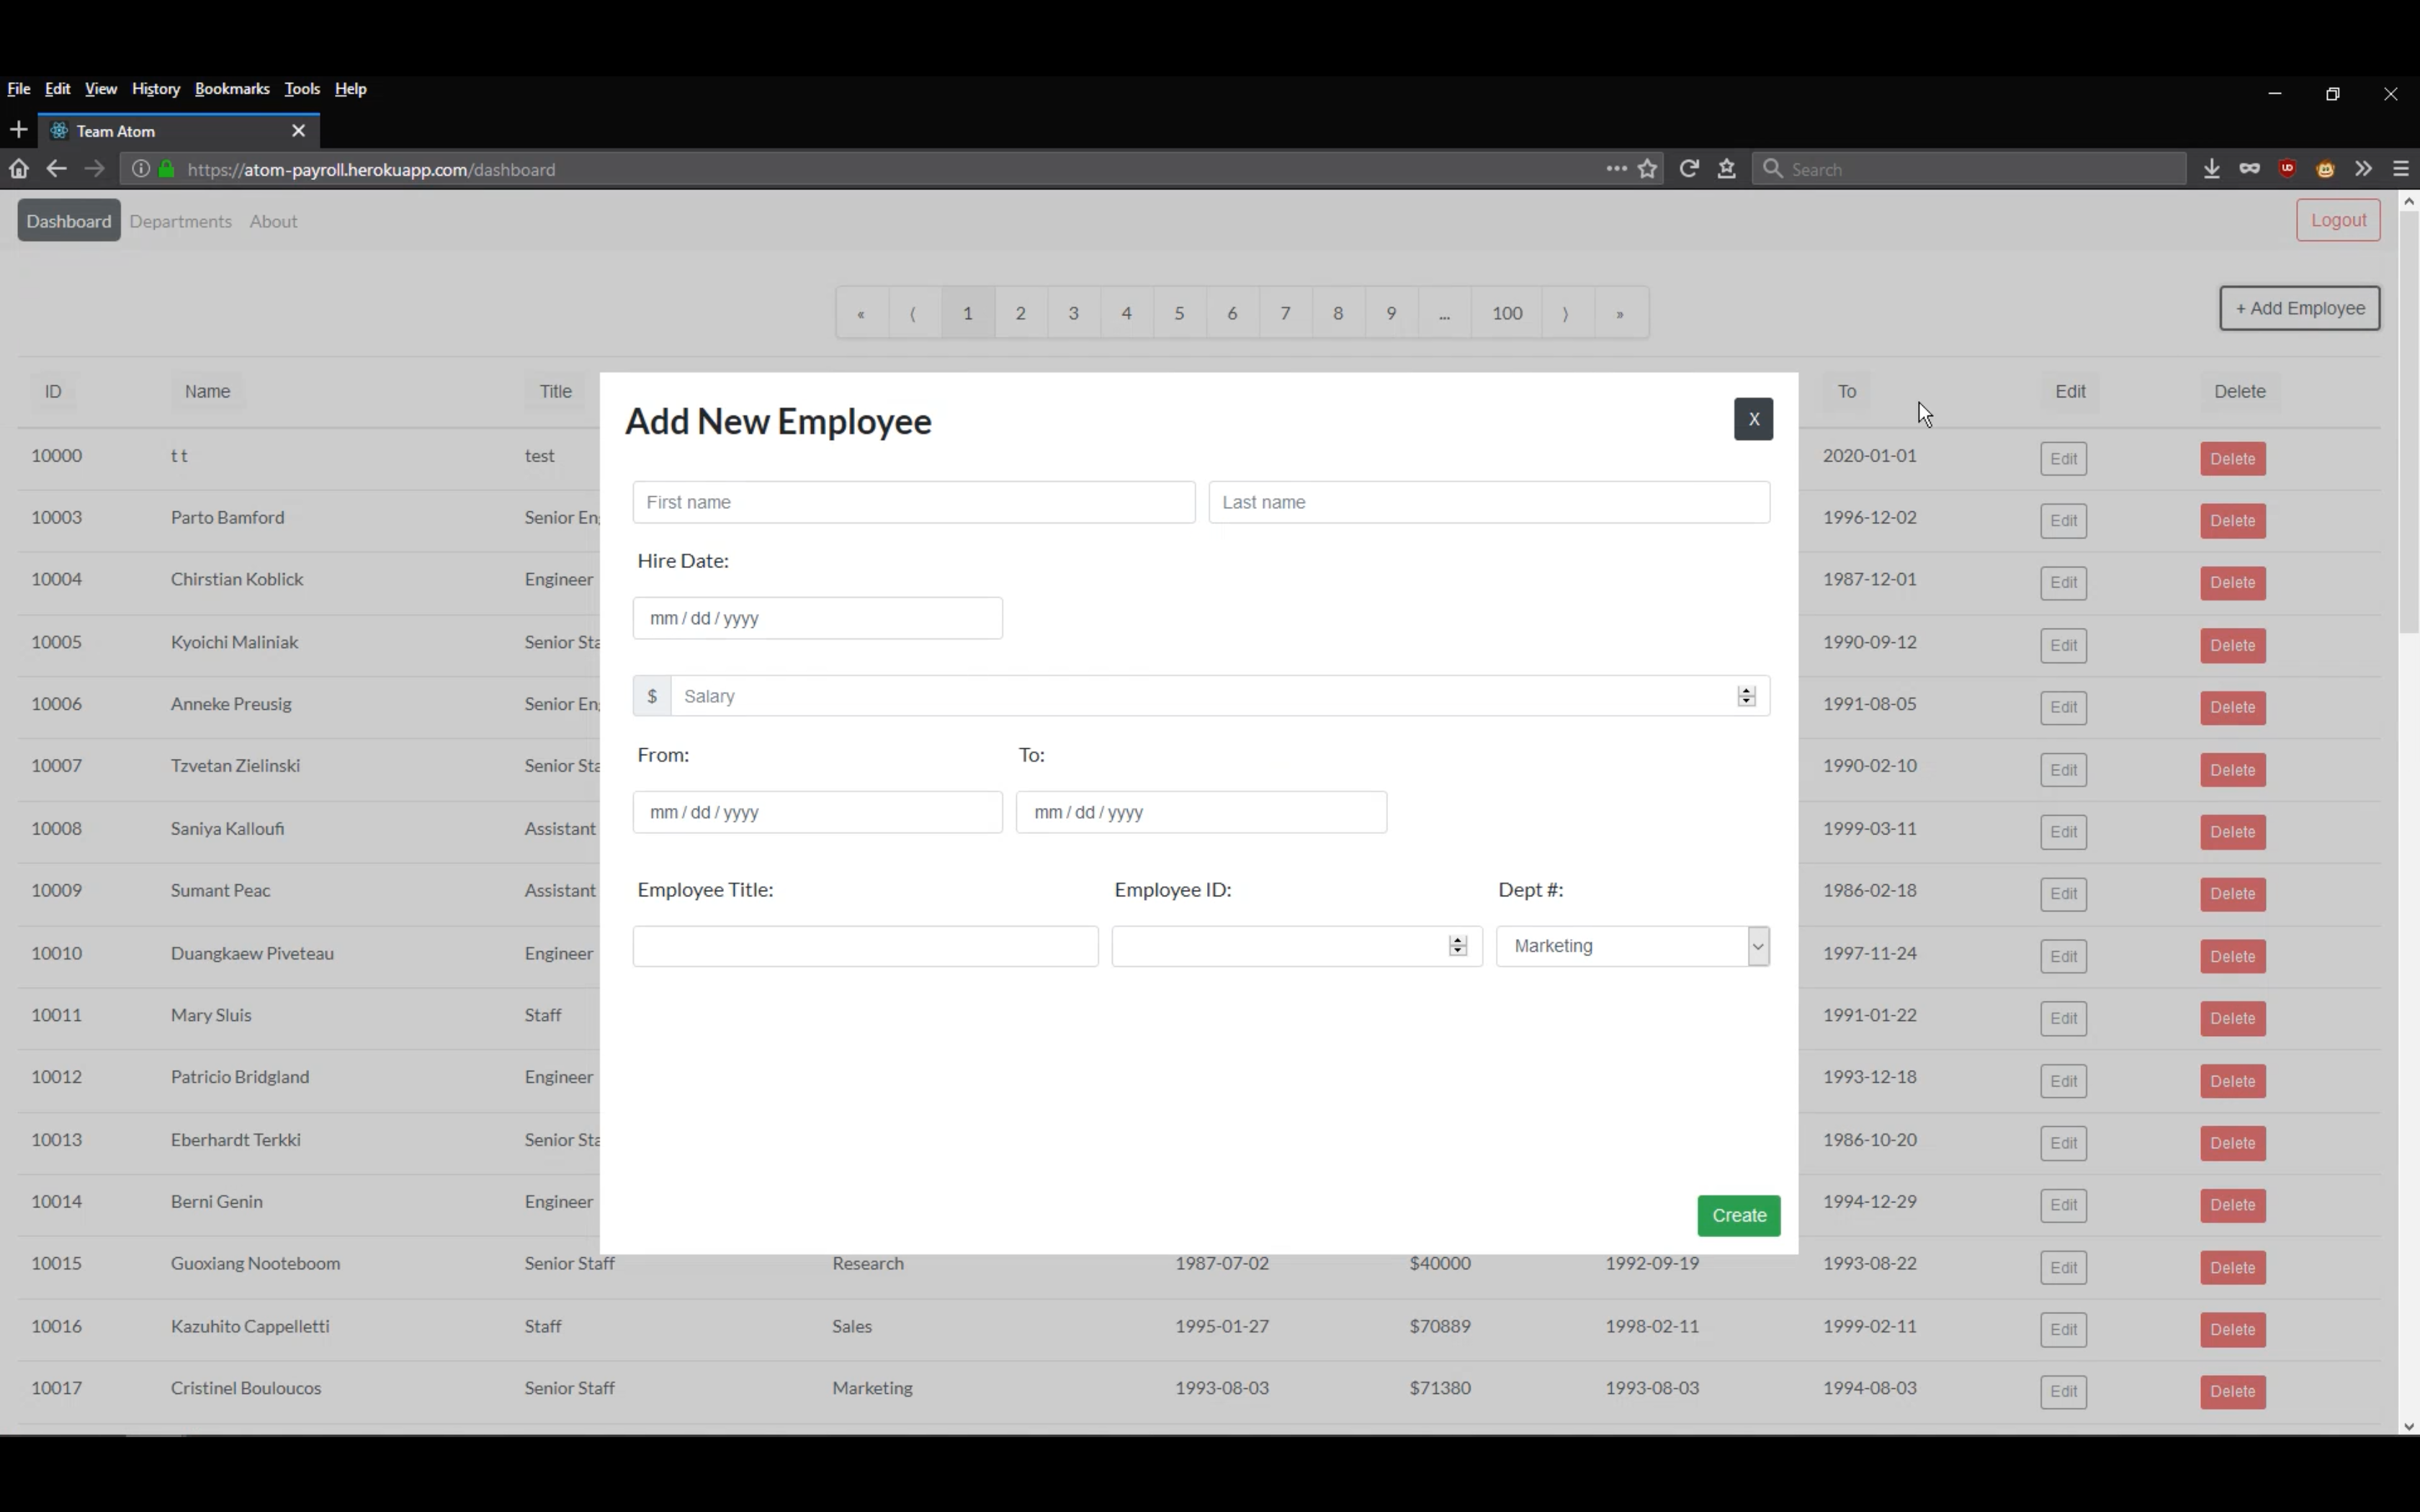 File Edit View History Bookmarks Tools Help
Team Atom
https://atom-payroll.herokuapp.com/dashboard
Search
Dashboard Departments About Logout
« ⟨ 1 2 3 4 5 6 7 8 9 ... 100 ⟩ »
+ Add Employee
ID Name Title To Edit Delete
Add New Employee X
10000 t t test 2020-01-01 Edit Delete
First name Last name
10003 Parto Bamford Senior En 1996-12-02 Edit Delete
Hire Date:
10004 Chirstian Koblick Engineer 1987-12-01 Edit Delete
mm / dd / yyyy
10005 Kyoichi Maliniak Senior Sta 1990-09-12 Edit Delete
$ Salary
10006 Anneke Preusig Senior En 1991-08-05 Edit Delete
From: To:
10007 Tzvetan Zielinski Senior Sta 1990-02-10 Edit Delete
mm / dd / yyyy mm / dd / yyyy
10008 Saniya Kalloufi Assistant 1999-03-11 Edit Delete
Employee Title: Employee ID: Dept #:
10009 Sumant Peac Assistant 1986-02-18 Edit Delete
Marketing
10010 Duangkaew Piveteau Engineer 1997-11-24 Edit Delete
10011 Mary Sluis Staff 1991-01-22 Edit Delete
10012 Patricio Bridgland Engineer 1993-12-18 Edit Delete
10013 Eberhardt Terkki Senior Sta 1986-10-20 Edit Delete
10014 Berni Genin Engineer 1994-12-29 Edit Delete
Create
10015 Guoxiang Nooteboom Senior Staff Research 1987-07-02 $40000 1992-09-19 1993-08-22 Edit Delete
10016 Kazuhito Cappelletti Staff Sales 1995-01-27 $70889 1998-02-11 1999-02-11 Edit Delete
10017 Cristinel Bouloucos Senior Staff Marketing 1993-08-03 $71380 1993-08-03 1994-08-03 Edit Delete